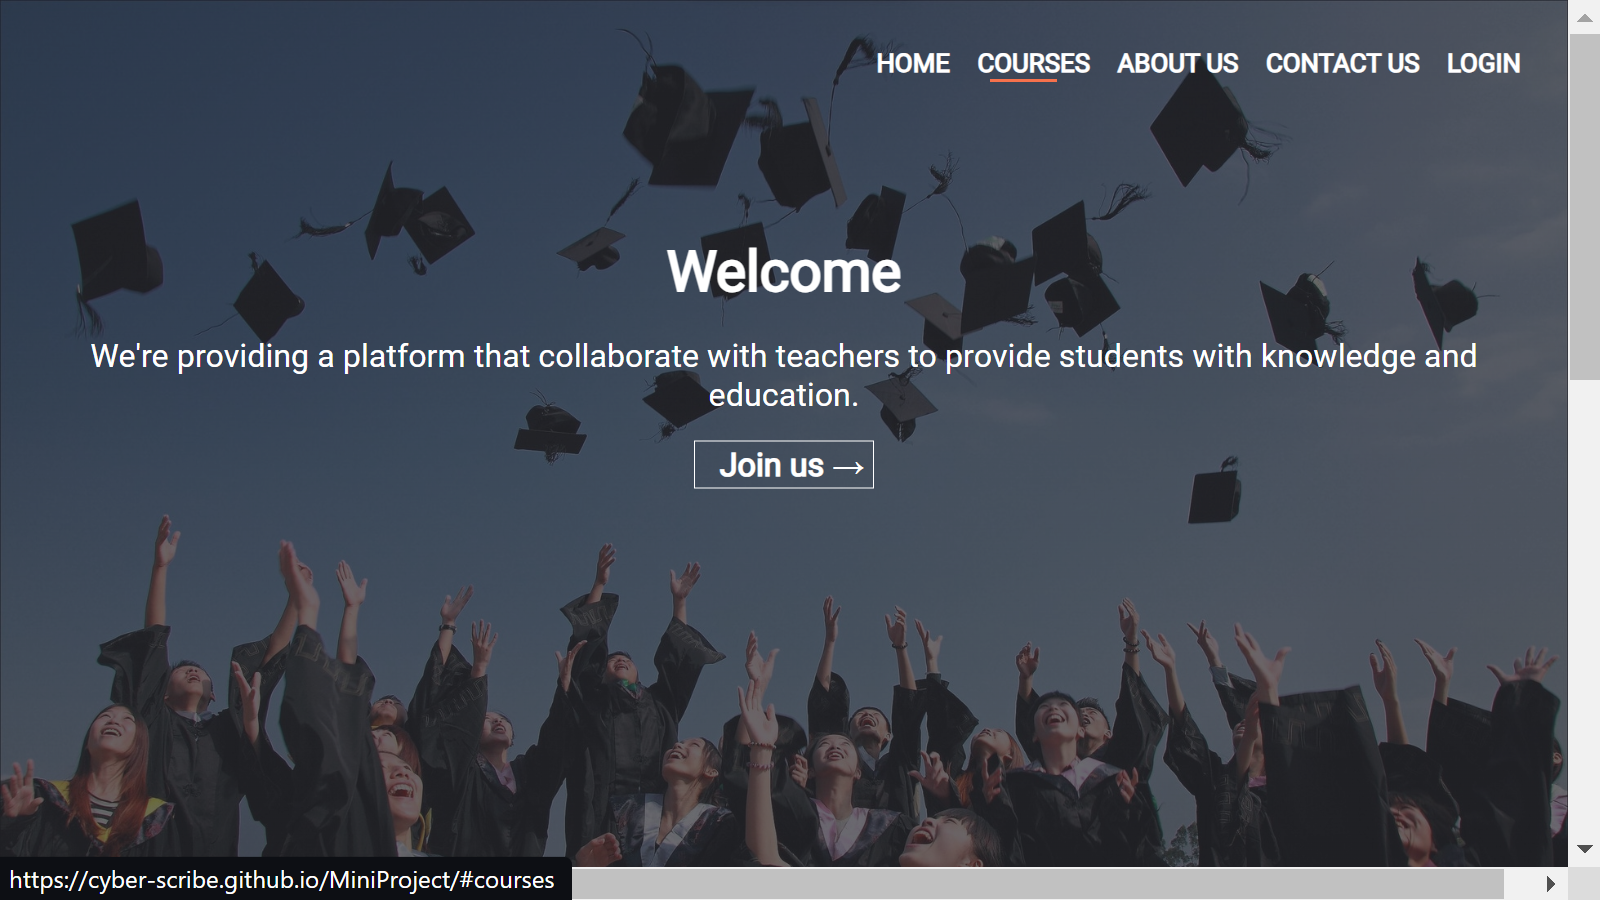 HOME COURSES ABOUT US CONTACT US LOGIN
Welcome
We're providing a platform that collaborate with teachers to provide students with knowledge and
education.
Join us →
https://cyber-scribe.github.io/MiniProject/#courses